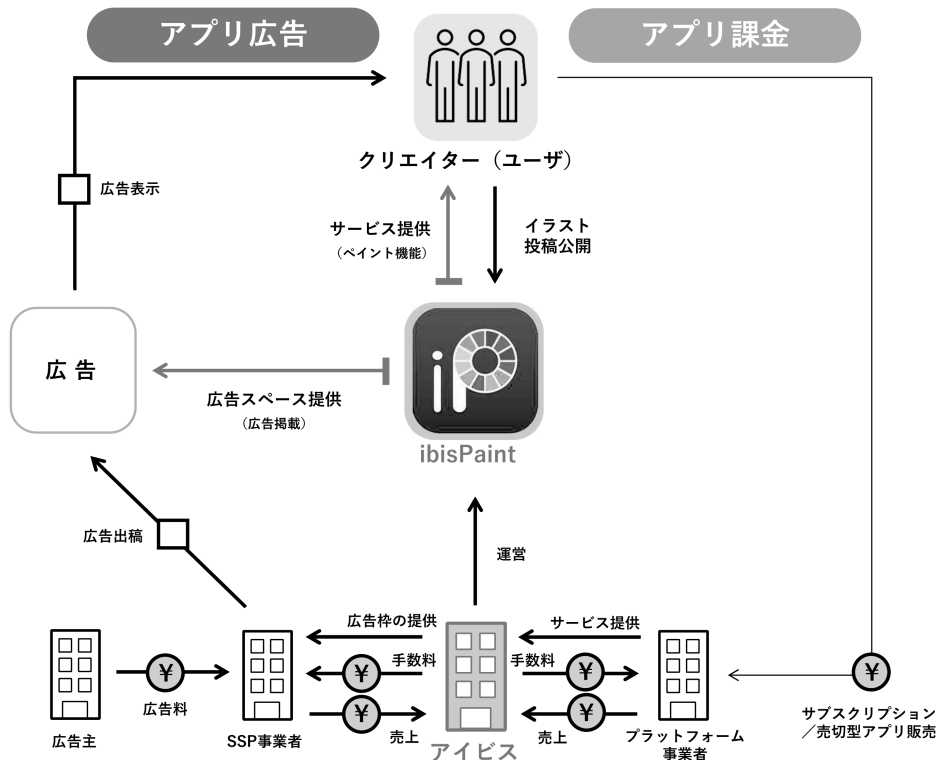 アプリ広告
アプリ課金
クリエイター（ユーザ）
広告表示
サービス提供
（ペイント機能）
イラスト
投稿公開
広 告
広告スペース提供
（広告掲載）
ip
ibisPaint
広告出稿
運営
広告枠の提供
サービス提供
手数料
手数料
¥
¥
¥
¥
¥
¥
広告料
売上
売上
広告主
SSP事業者
アイビス
プラットフォーム
事業者
サブスクリプション
／売切型アプリ販売